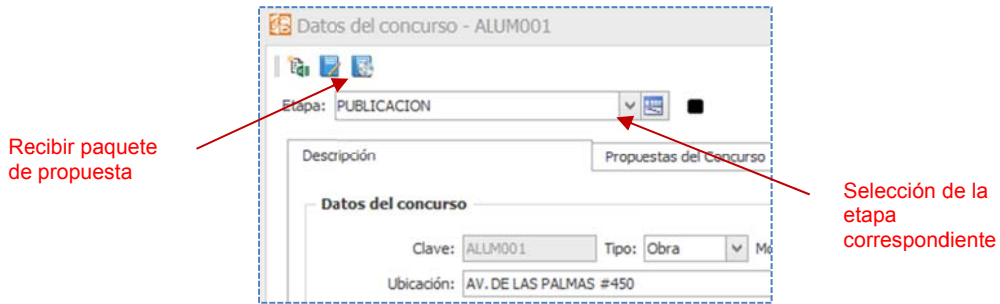 Datos del concurso - ALUM001
Etapa: PUBLICACION
Recibir paquete
de propuesta
Descripción
Propuestas del Concurso
Selección de la
etapa
correspondiente
Datos del concurso
Clave: ALUM001 Tipo: Obra Mo
Ubicación: AV. DE LAS PALMAS #450